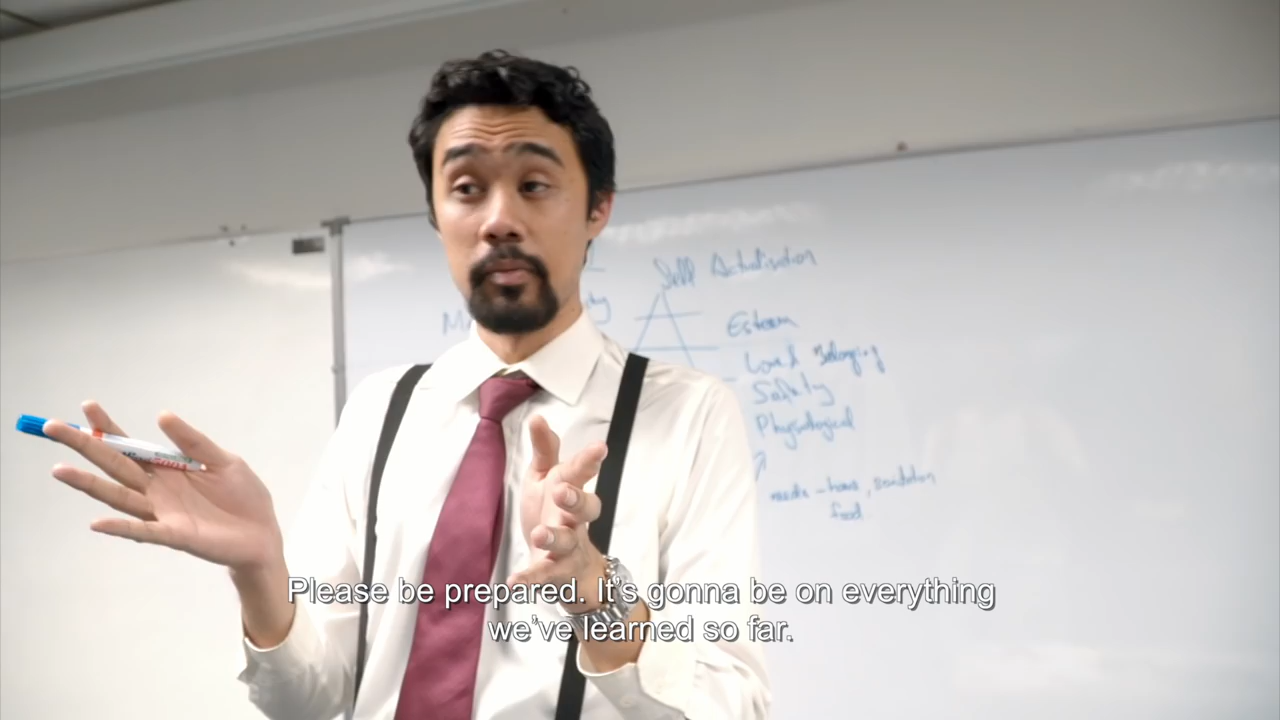 Self Actualisation
Esteem
Love & Belonging
Safety
Physiological
needs - home, sanitation
food
Please be prepared. It's gonna be on everything
we've learned so far.